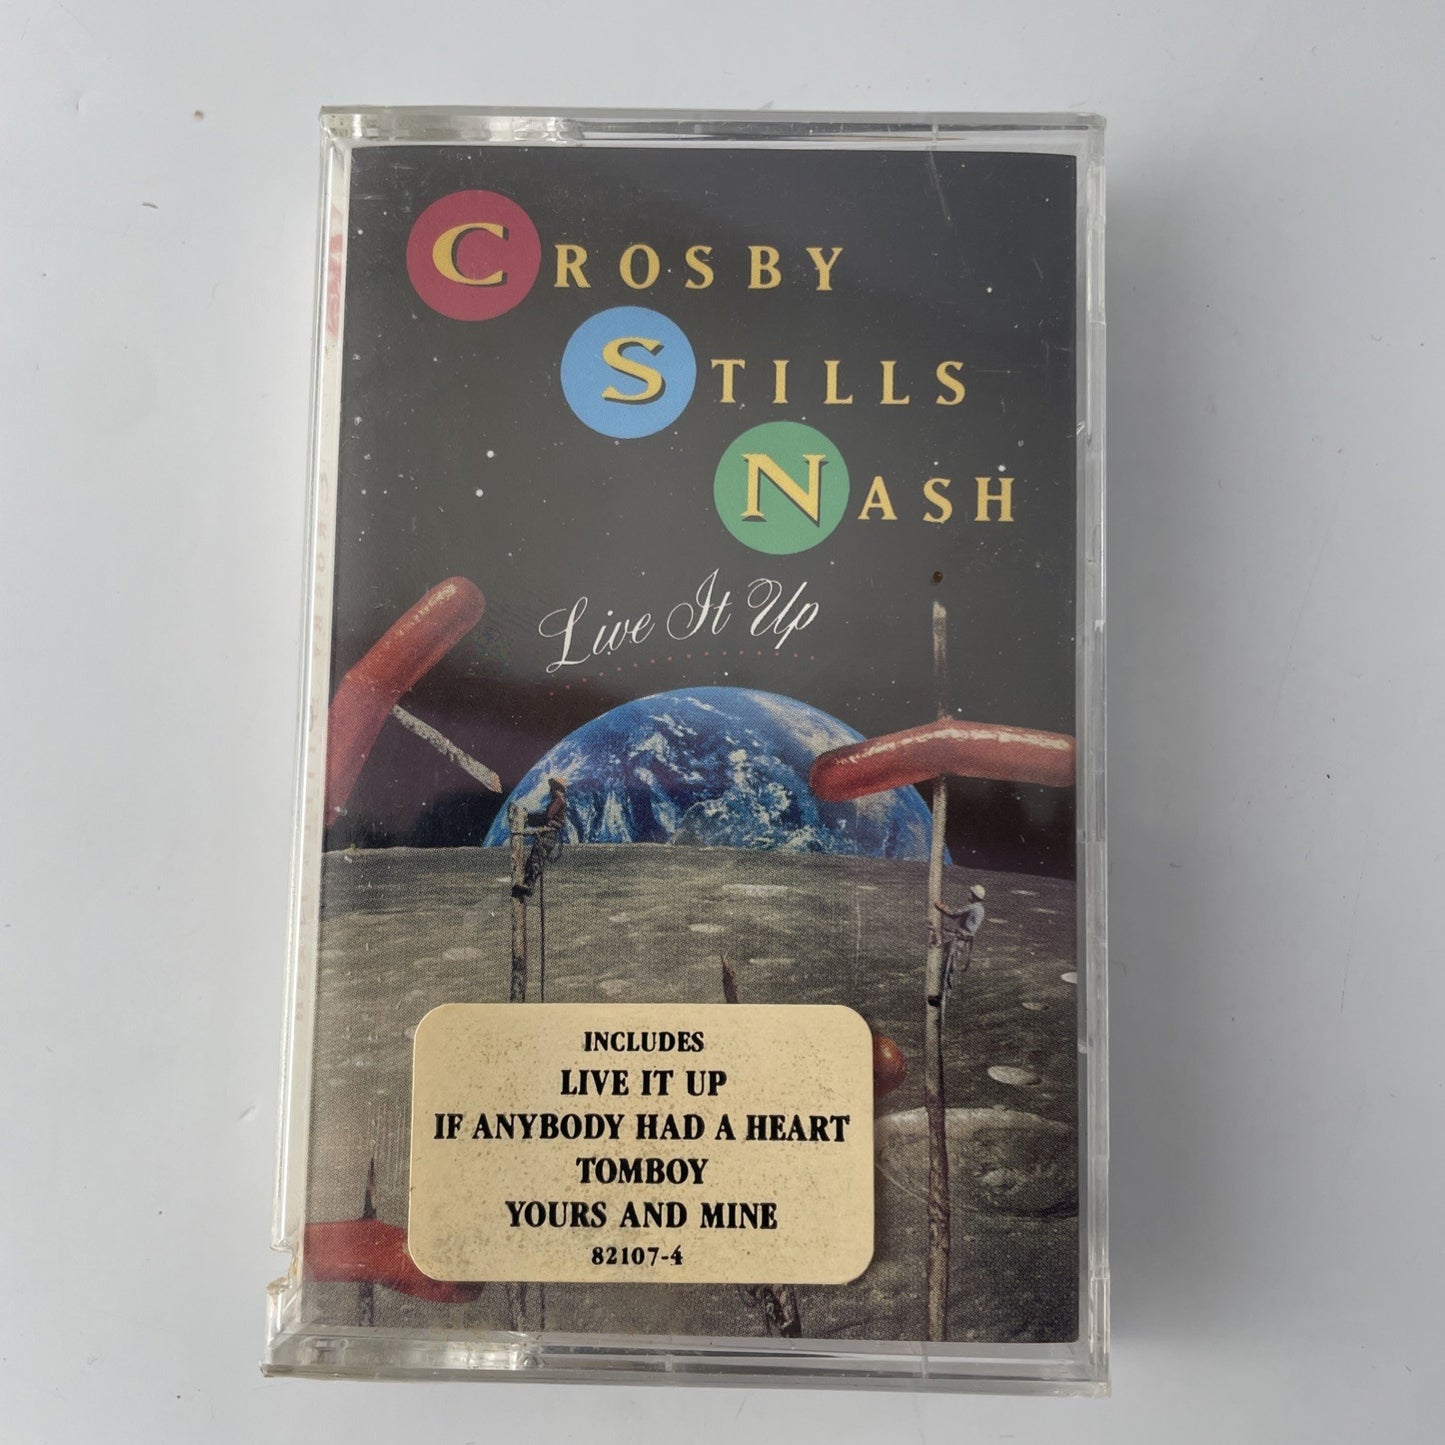 CROSBY
STILLS
NASH
Live It Up
INCLUDES
LIVE IT UP
IF ANYBODY HAD A HEART
TOMBOY
YOURS AND MINE
82107-4